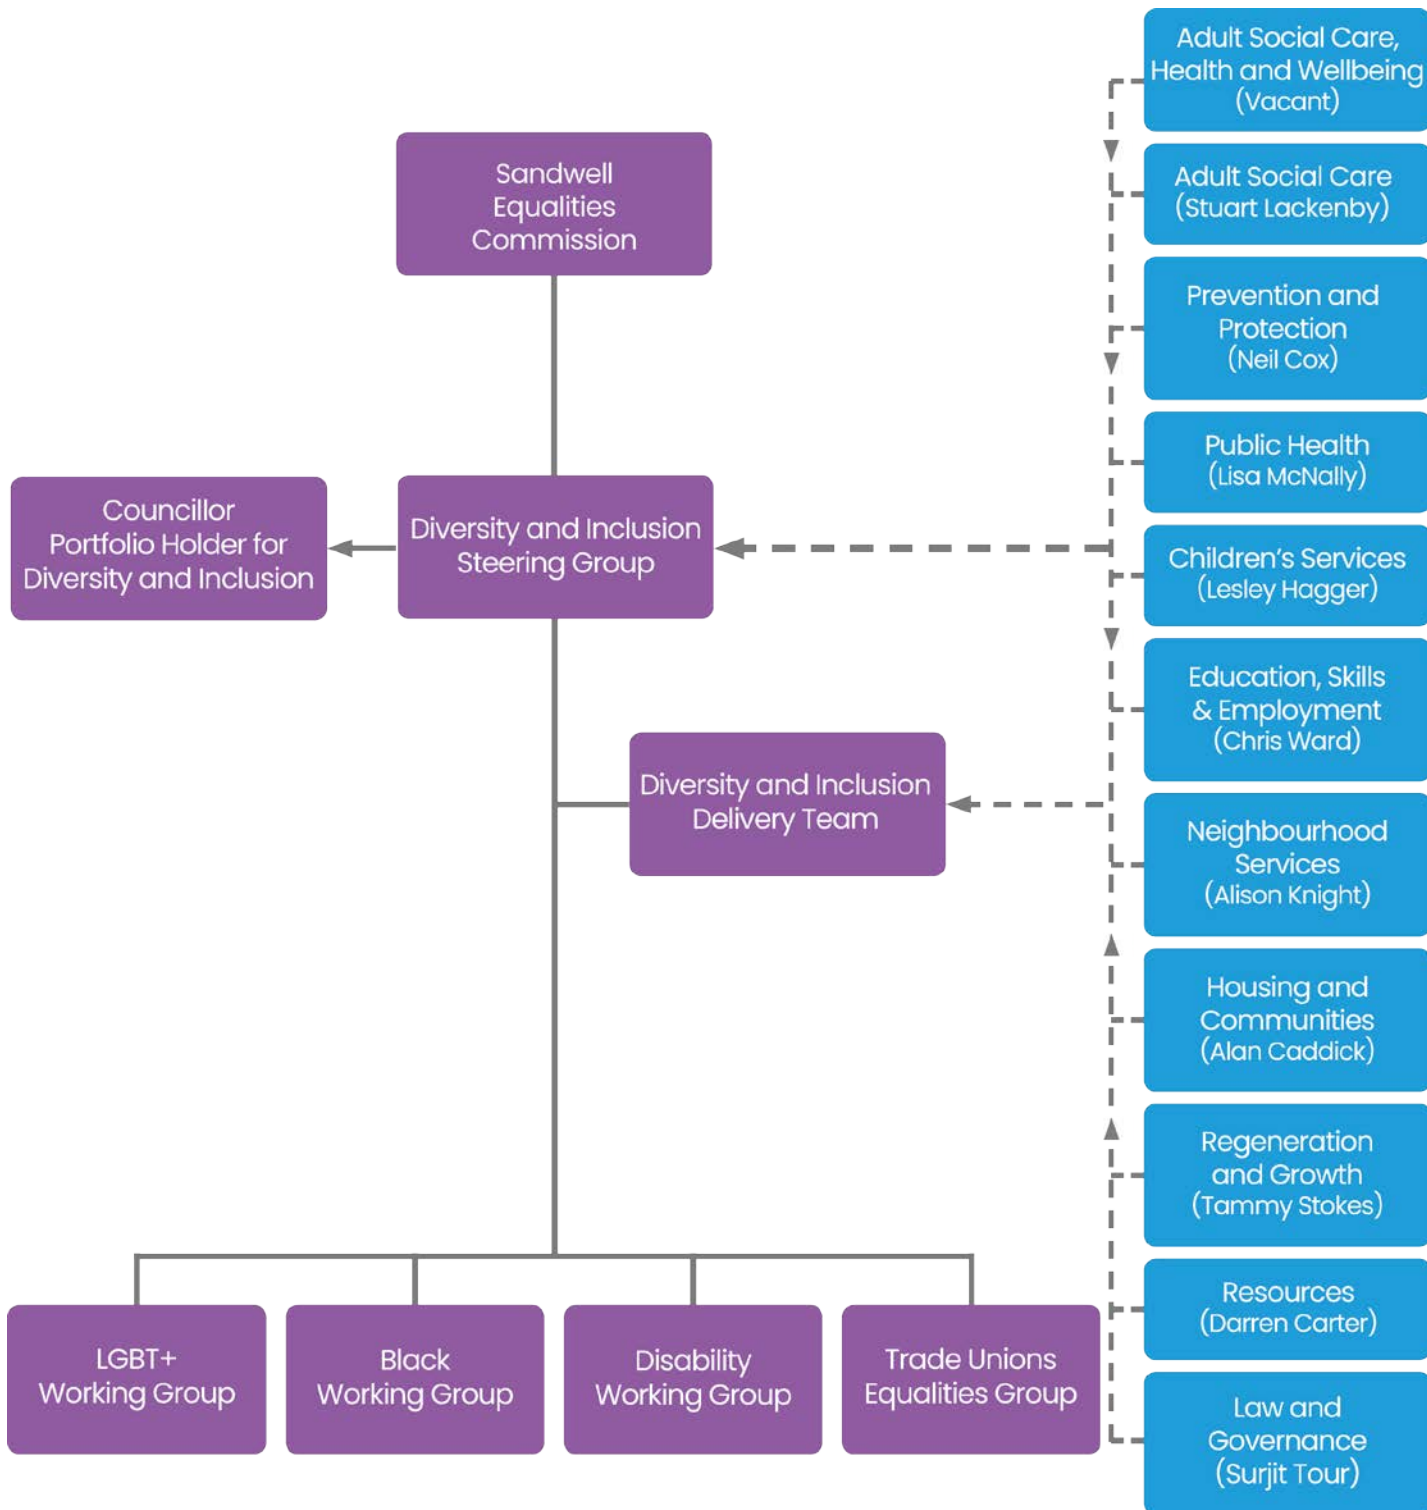 Sandwell
Equalities
Commission
Councillor
Portfolio Holder for
Diversity and Inclusion
Diversity and Inclusion
Steering Group
Diversity and Inclusion
Delivery Team
LGBT+
Working Group
Black
Working Group
Disability
Working Group
Trade Unions
Equalities Group
Adult Social Care,
Health and Wellbeing
(Vacant)
Adult Social Care
(Stuart Lackenby)
Prevention and
Protection
(Neil Cox)
Public Health
(Lisa McNally)
Children’s Services
(Lesley Hagger)
Education, Skills
& Employment
(Chris Ward)
Neighbourhood
Services
(Alison Knight)
Housing and
Communities
(Alan Caddick)
Regeneration
and Growth
(Tammy Stokes)
Resources
(Darren Carter)
Law and
Governance
(Surjit Tour)